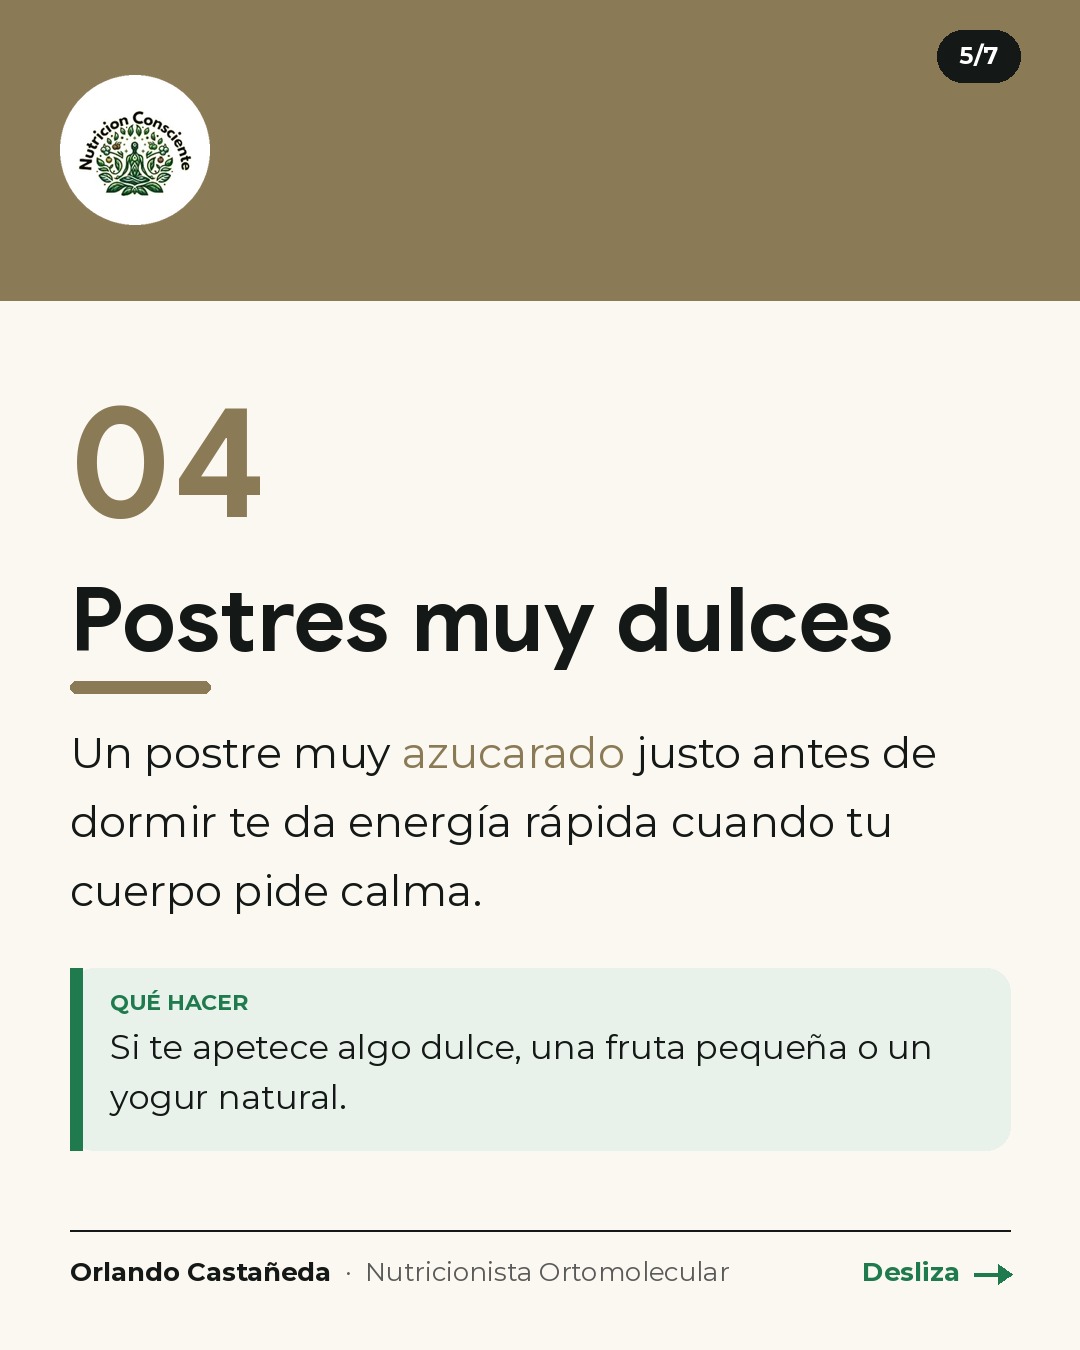 5/7
Nutricion Consciente
04
Postres muy dulces
Un postre muy azucarado justo antes de
dormir te da energía rápida cuando tu
cuerpo pide calma.
QUÉ HACER
Si te apetece algo dulce, una fruta pequeña o un
yogur natural.
Orlando Castañeda · Nutricionista Ortomolecular
Desliza →